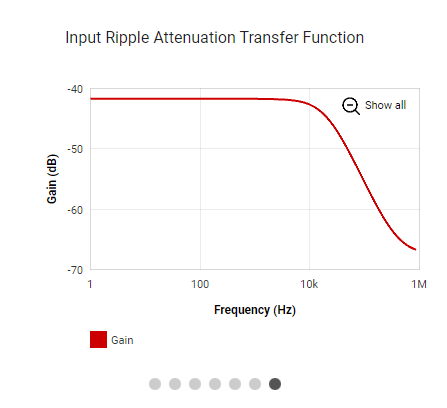 Input Ripple Attenuation Transfer Function
-40
Show all
-50
-60
-70
Gain (dB)
1
100
10k
1M
Frequency (Hz)
Gain